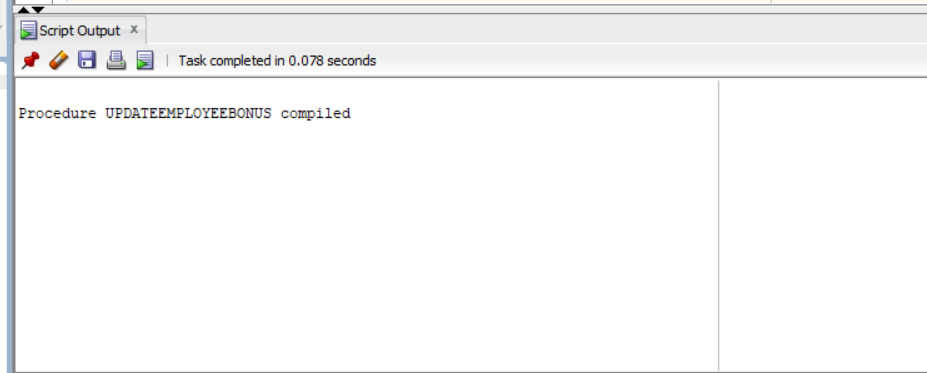 Script Output x
Task completed in 0.078 seconds
Procedure UPDATEEMPLOYEEBONUS compiled